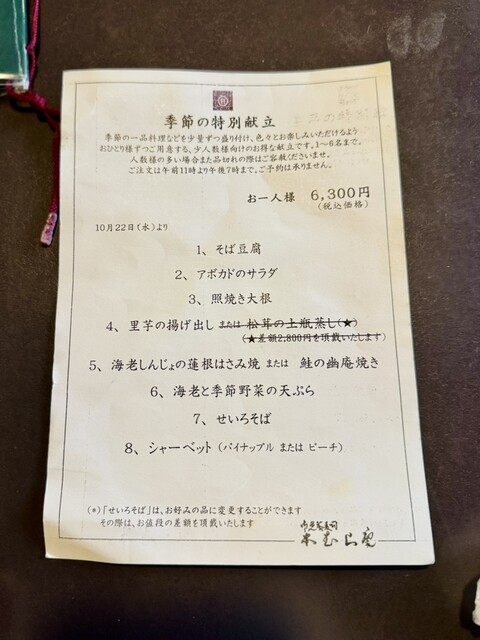 季節の特別献立
季節の一品料理などを少量ずつ盛り付け、色々とお楽しみいただけるよう
おひとり様ずつご用意する、少人数様向けのお得な献立です。1～6名まで。
人数様の多い場合また品切れの際はご容赦くださいませ。
ご注文は午前11時より午後7時まで。ご予約は承りません。
お一人様 6,300円
(税込価格)
10月22日(水)より
1、そば豆腐
2、アボカドのサラダ
3、照焼き大根
4、里芋の揚げ出し または 松茸の土瓶蒸し(★)
(★差額2,800円を頂戴いたします)
5、海老しんじょの蓮根はさみ焼 または 鮭の幽庵焼き
6、海老と季節野菜の天ぷら
7、せいろそば
8、シャーベット(パイナップル または ピーチ)
(*)「せいろそば」は、お好みの品に変更することができます
その際は、お値段の差額を頂戴いたします